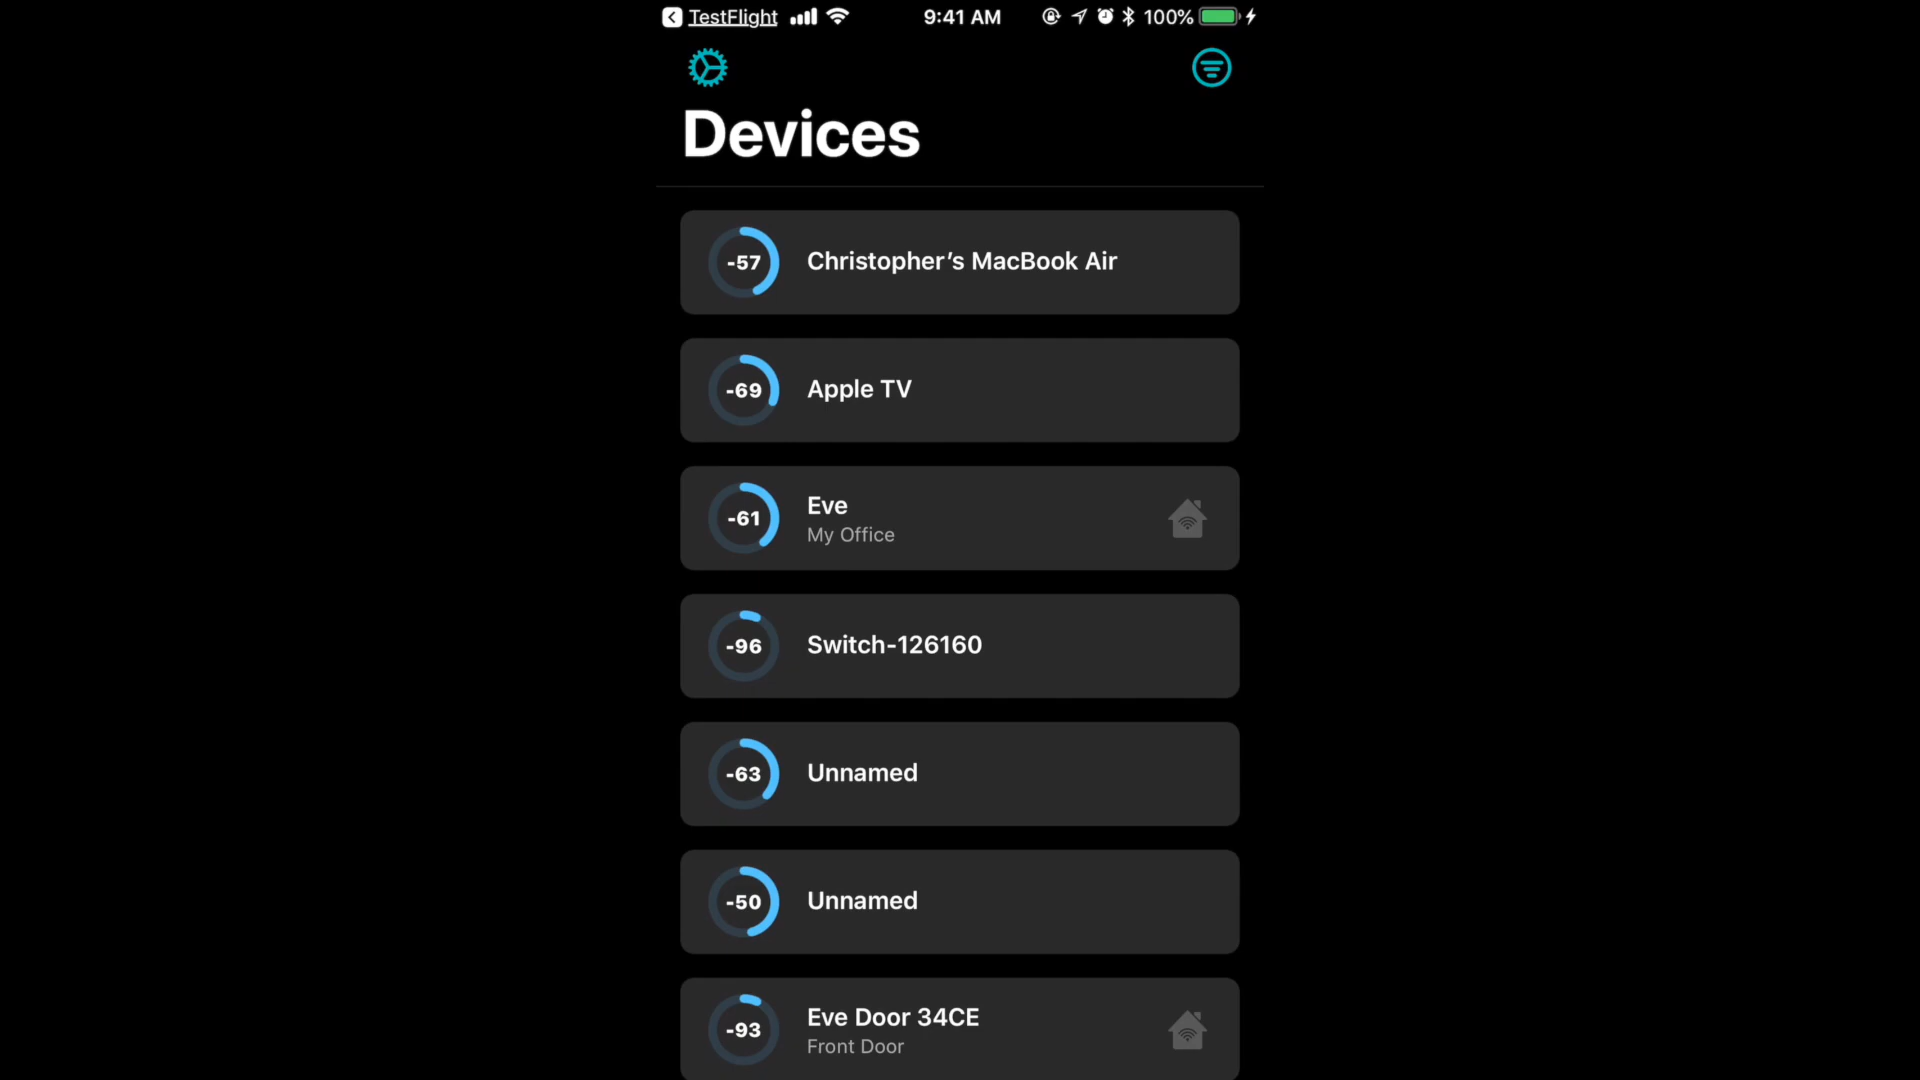 TestFlight 9:41 AM 100%
Devices
-57 Christopher’s MacBook Air
-69 Apple TV
-61 Eve
My Office
-96 Switch-126160
-63 Unnamed
-50 Unnamed
-93 Eve Door 34CE
Front Door